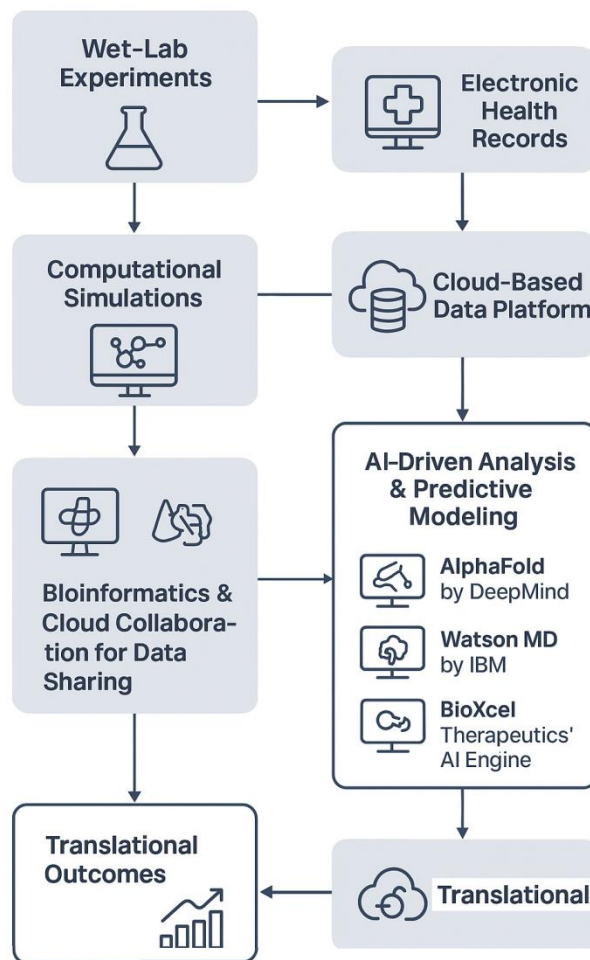 Wet-Lab
Experiments
Electronic
Health
Records
Computational
Simulations
Cloud-Based
Data Platform
AI-Driven Analysis
& Predictive
Modeling
AlphaFold
by DeepMind
Watson MD
by IBM
BioXcel
Therapeutics'
AI Engine
Bloinformatics &
Cloud Collabora-
tion for Data
Sharing
Translational
Outcomes
Translational